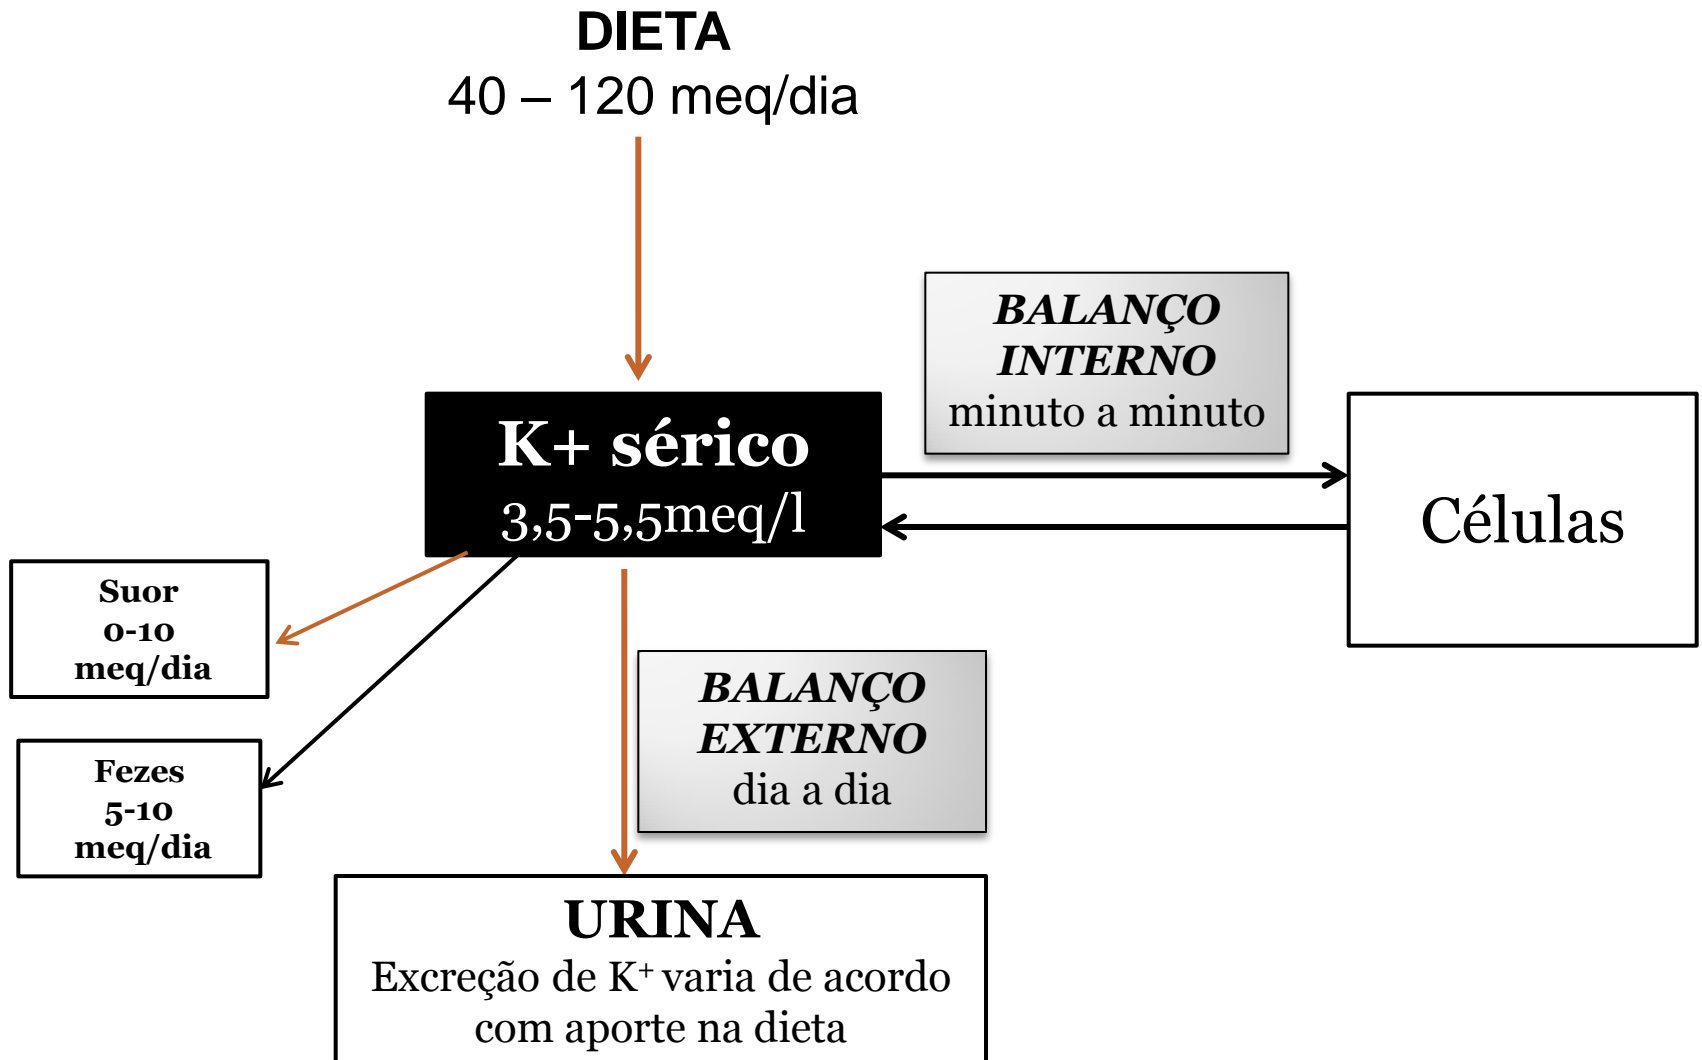 DIETA
40 – 120 meq/dia
BALANÇO
INTERNO
minuto a minuto
K+ sérico
3,5-5,5meq/l
Células
Suor
0-10
meq/dia
BALANÇO
EXTERNO
dia a dia
Fezes
5-10
meq/dia
URINA
Excreção de K⁺ varia de acordo
com aporte na dieta